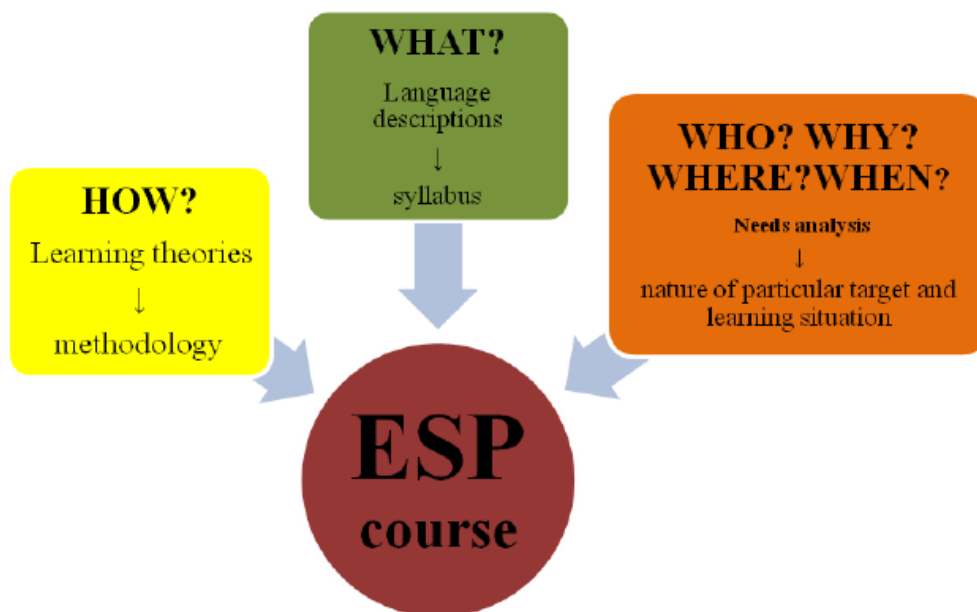 HOW?
Learning theories
↓
methodology
WHAT?
Language
descriptions
↓
syllabus
WHO? WHY?
WHERE?WHEN?
Needs analysis
↓
nature of particular target and
learning situation
ESP
course